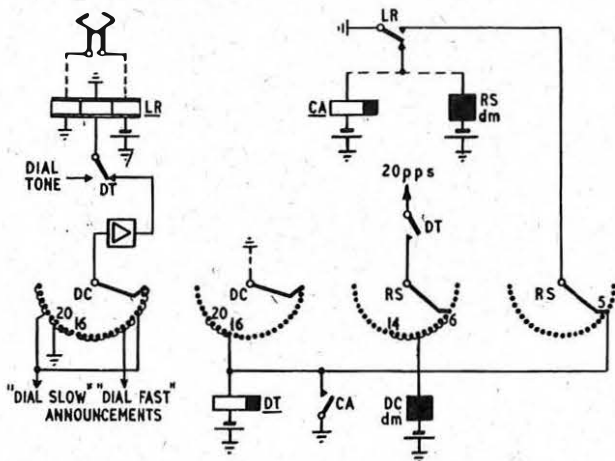 LR
DIAL
TONE
DT
DC
20
16
"DIAL SLOW" "DIAL FAST"
ANNOUNCEMENTS
LR
CA
RS
dm
20pps
DT
DC
20
16
RS
14
6
RS
5
DT
CA
DC
dm